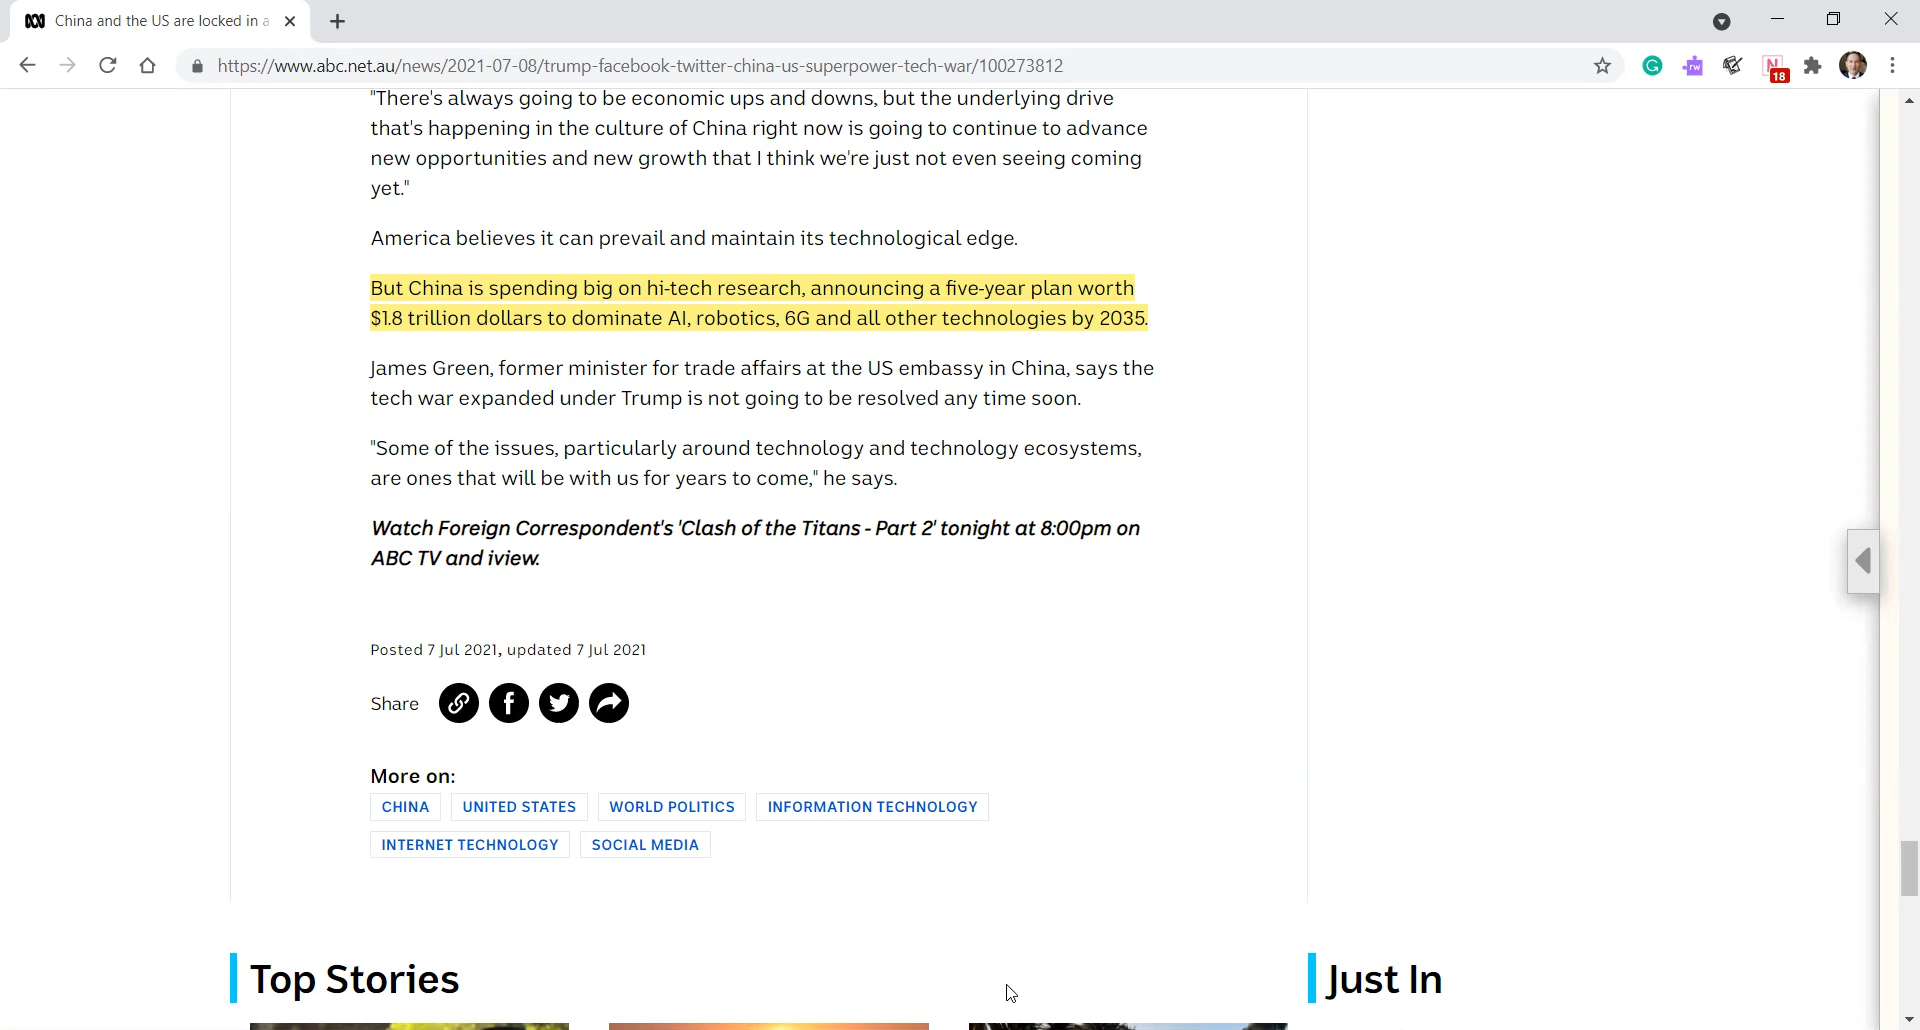 China and the US are locked in a
https://www.abc.net.au/news/2021-07-08/trump-facebook-twitter-china-us-superpower-tech-war/100273812
rw
N
18
"There's always going to be economic ups and downs, but the underlying drive
that's happening in the culture of China right now is going to continue to advance
new opportunities and new growth that I think we're just not even seeing coming
yet."
America believes it can prevail and maintain its technological edge.
But China is spending big on hi-tech research, announcing a five-year plan worth
$1.8 trillion dollars to dominate AI, robotics, 6G and all other technologies by 2035.
James Green, former minister for trade affairs at the US embassy in China, says the
tech war expanded under Trump is not going to be resolved any time soon.
"Some of the issues, particularly around technology and technology ecosystems,
are ones that will be with us for years to come," he says.
Watch Foreign Correspondent's 'Clash of the Titans - Part 2' tonight at 8:00pm on
ABC TV and iview.
Posted 7 Jul 2021, updated 7 Jul 2021
Share
More on:
CHINA UNITED STATES WORLD POLITICS INFORMATION TECHNOLOGY
INTERNET TECHNOLOGY SOCIAL MEDIA
Top Stories
Just In